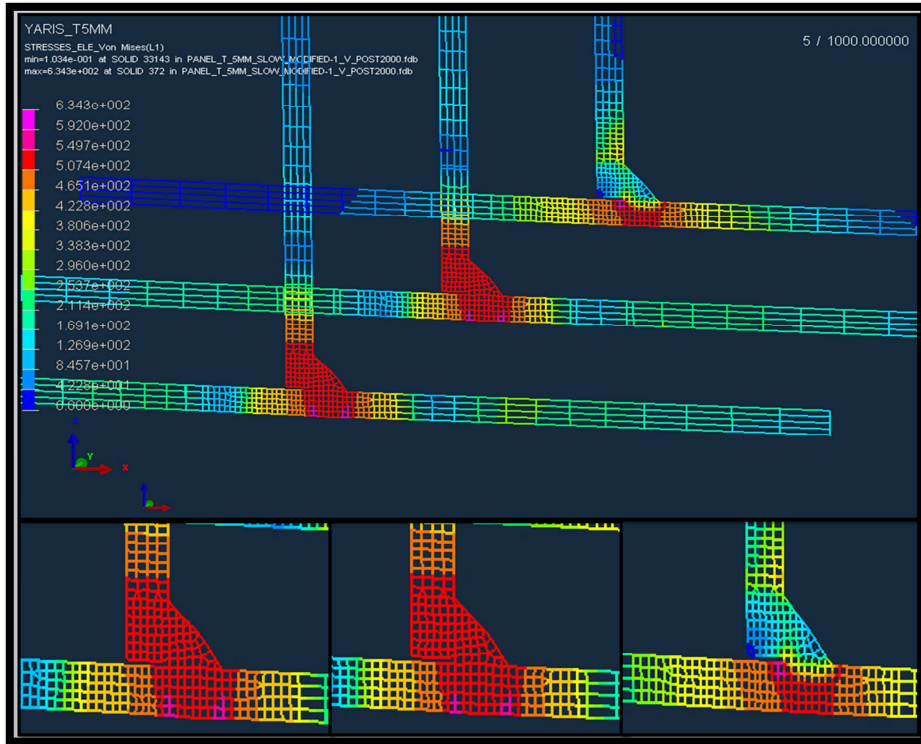 YARIS_T5MM
5 / 1000.000000
STRESSES_ELE_Von Mises(L1)
min=1.034e-001 at SOLID 33143 in PANEL_T_5MM_SLOW_MODIFIED-1_V_POST2000.fdb
max=6.343e+002 at SOLID 372 in PANEL_T_5MM_SLOW_MODIFIED-1_V_POST2000.fdb
6.343e+002
5.920e+002
5.497e+002
5.074e+002
4.651e+002
4.228e+002
3.806e+002
3.383e+002
2.960e+002
2.537e+002
2.114e+002
1.691e+002
1.269e+002
8.457e+001
4.228e+001
0.000e+000
Y
X